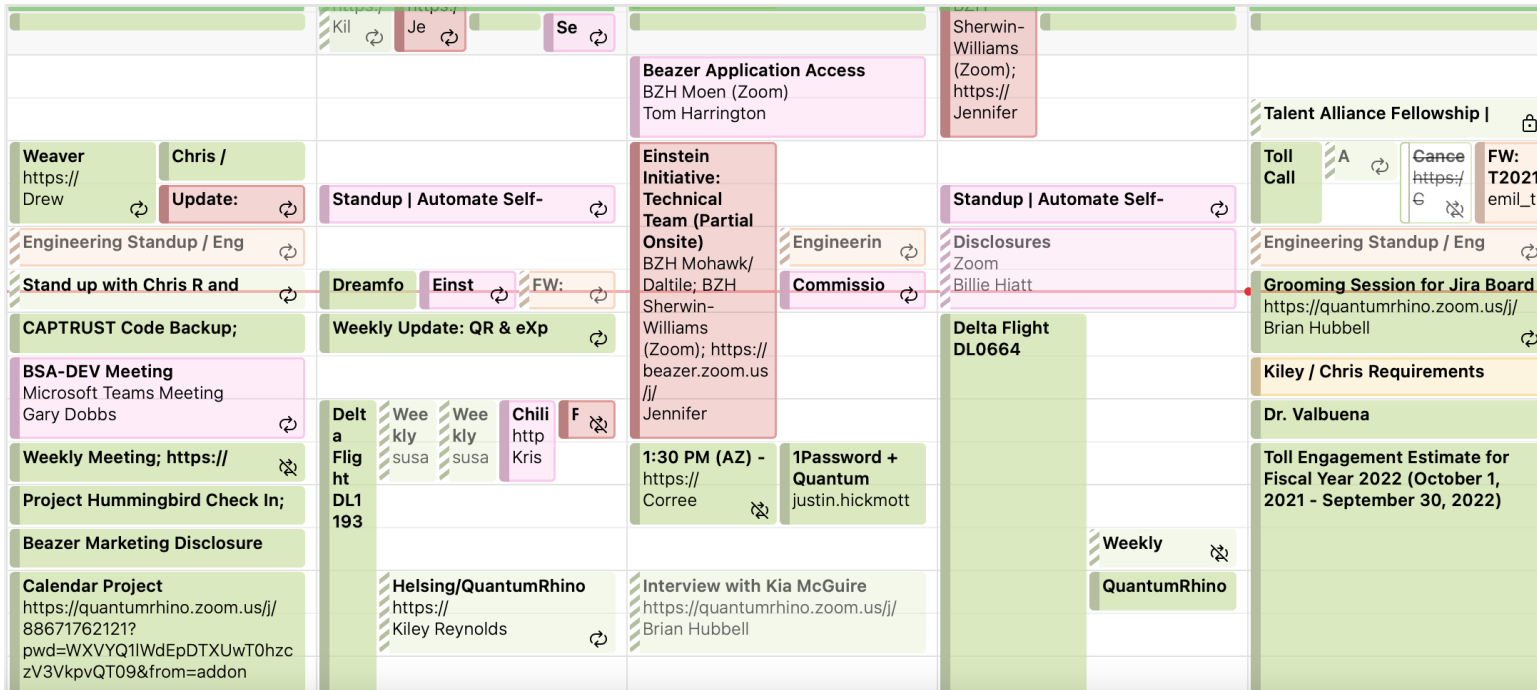 Kil
Je
Se
Sherwin-
Williams
(Zoom);
https://
Jennifer
Beazer Application Access
BZH Moen (Zoom)
Tom Harrington
Talent Alliance Fellowship |
Weaver
https://
Drew
Chris /
Update:
Standup | Automate Self-
Einstein
Initiative:
Technical
Team (Partial
Onsite)
BZH Mohawk/
Daltile; BZH
Sherwin-
Williams
(Zoom); https://
beazer.zoom.us
/j/
Jennifer
Standup | Automate Self-
Toll
Call
A
Cance
https:/
C
FW:
T2021
emil_t
Engineering Standup / Eng
Engineerin
Disclosures
Zoom
Billie Hiatt
Engineering Standup / Eng
Stand up with Chris R and
Dreamfo
Einst
FW:
Commissio
Grooming Session for Jira Board
https://quantumrhino.zoom.us/j/
Brian Hubbell
CAPTRUST Code Backup;
Weekly Update: QR & eXp
Delta Flight
DL0664
BSA-DEV Meeting
Microsoft Teams Meeting
Gary Dobbs
Kiley / Chris Requirements
Delt
a
Flig
ht
DL1
193
Wee
kly
susa
Wee
kly
susa
Chili
http
Kris
F
Dr. Valbuena
Weekly Meeting; https://
1:30 PM (AZ) -
https://
Corree
1Password +
Quantum
justin.hickmott
Toll Engagement Estimate for
Fiscal Year 2022 (October 1,
2021 - September 30, 2022)
Project Hummingbird Check In;
Beazer Marketing Disclosure
Weekly
Calendar Project
https://quantumrhino.zoom.us/j/
88671762121?
pwd=WXVYQ1lWdEpDTXUwT0hzc
zV3VkpvQT09&from=addon
Helsing/QuantumRhino
https://
Kiley Reynolds
Interview with Kia McGuire
https://quantumrhino.zoom.us/j/
Brian Hubbell
QuantumRhino